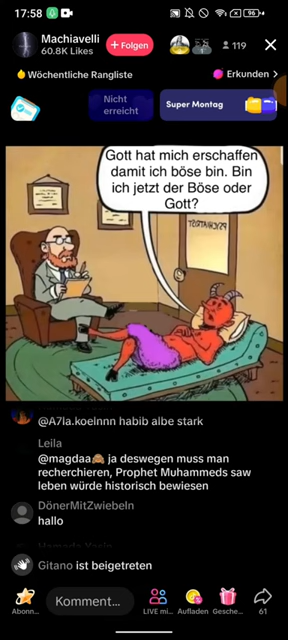 17:58
96
Machiavelli
60.8K Likes
+ Folgen
119
Wöchentliche Rangliste
Erkunden >
Nicht
erreicht
Super Montag
Gott hat mich erschaffen
damit ich böse bin. Bin
ich jetzt der Böse oder
Gott?
PSYCHIATRIST
@A7la.koelnnn habib albe stark
Leila
@magdaa🙈 ja deswegen muss man
recherchieren, Prophet Muhammeds saw
leben würde historisch bewiesen
DönerMitZwiebeln
hallo
Gitano ist beigetreten
Komment...
Abonn...
LIVE mi...
Aufladen
Gesche...
61